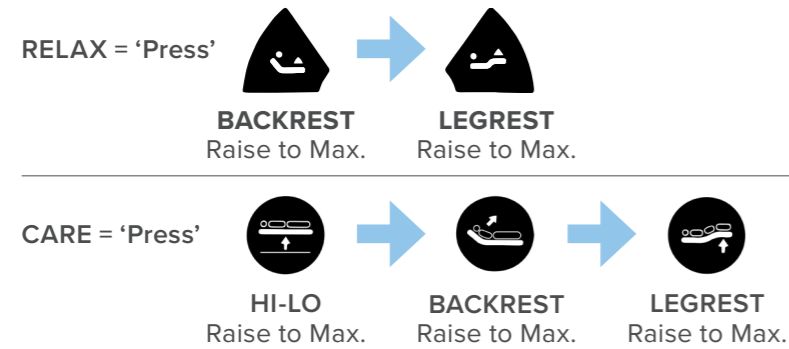 RELAX = ‘Press’
BACKREST
Raise to Max.
LEGREST
Raise to Max.
CARE = ‘Press’
HI-LO
Raise to Max.
BACKREST
Raise to Max.
LEGREST
Raise to Max.